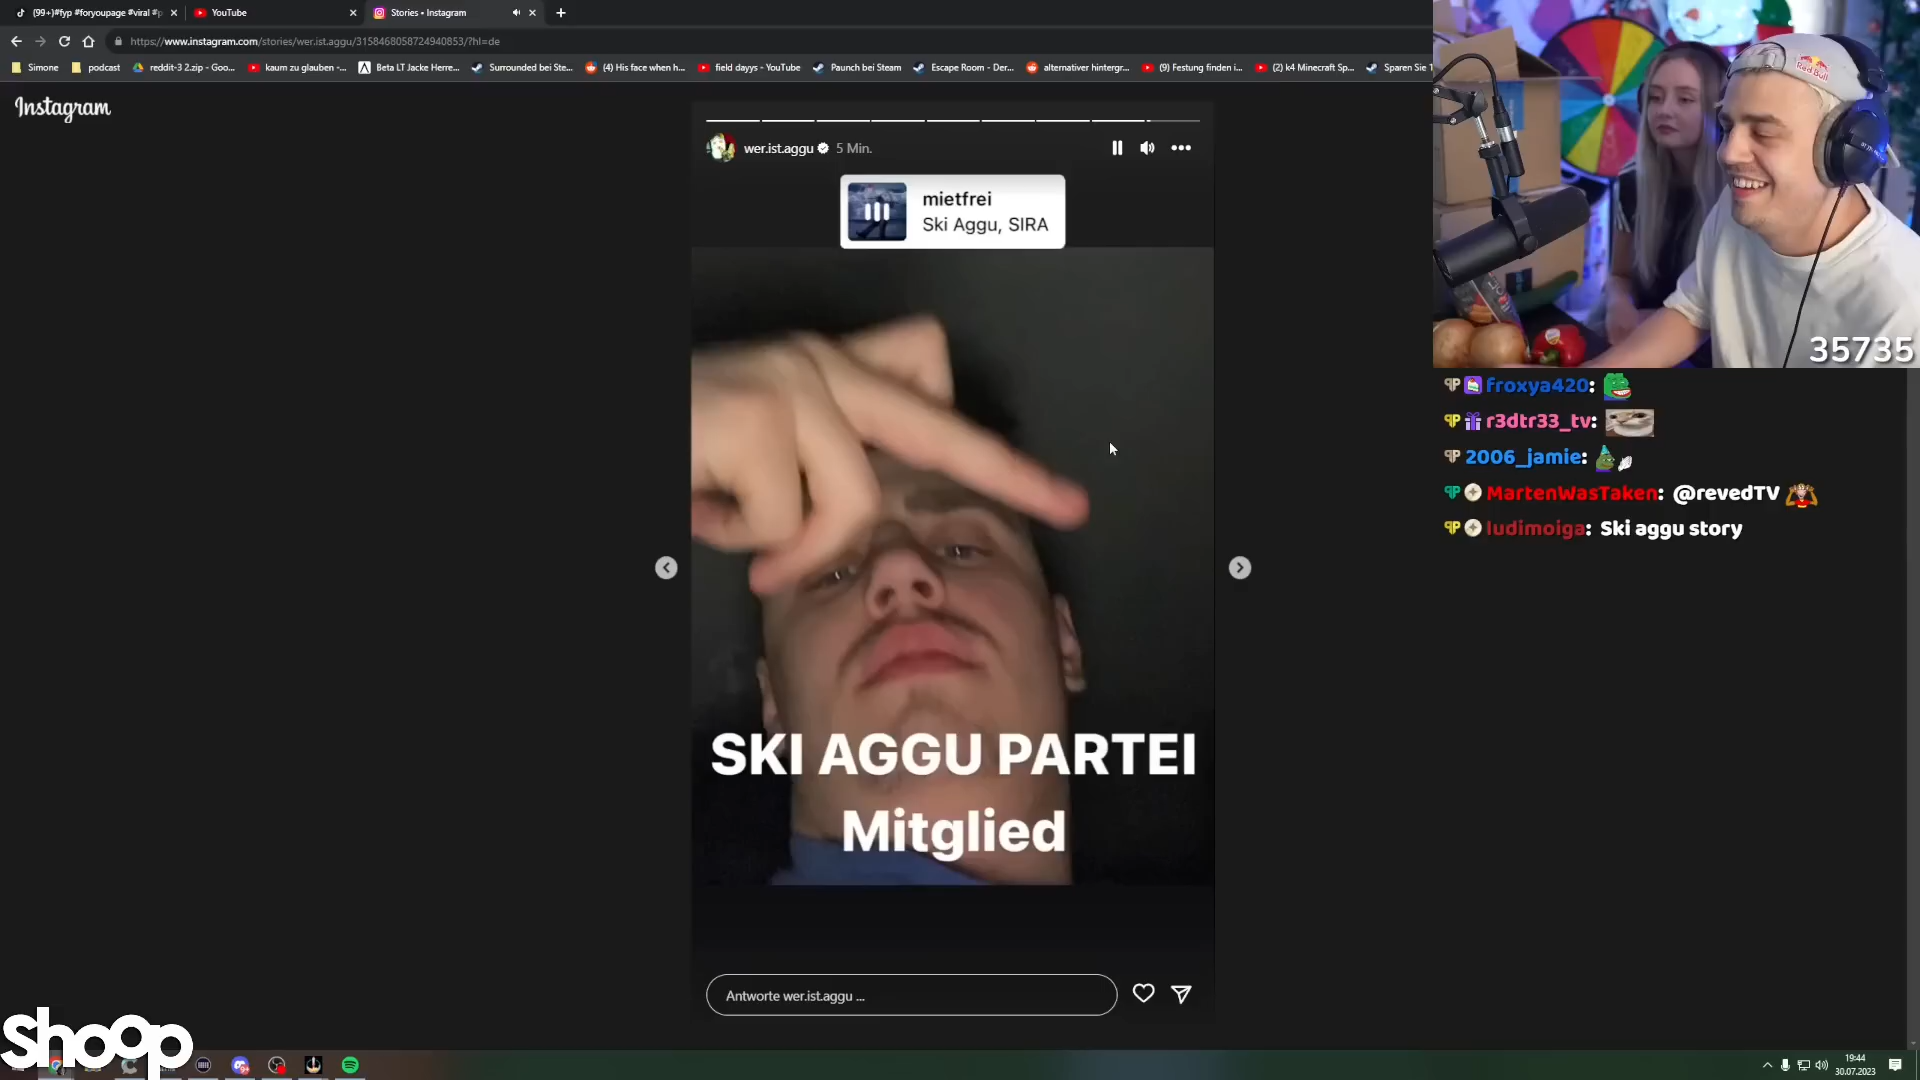 (99+)#fyp #foryoupage #viral #p
YouTube
Stories • Instagram
https://www.instagram.com/stories/wer.ist.aggu/3158468058724940853/?hl=de
Simone
podcast
reddit-3 2.zip - Goo...
kaum zu glauben -...
Beta LT Jacke Herre...
Surrounded bei Ste...
(4) His face when h...
field dayys - YouTube
Paunch bei Steam
Escape Room - Der...
alternativer hintergr...
(9) Festung finden i...
(2) k4 Minecraft Sp...
Sparen Sie 1
Instagram
wer.ist.aggu 5 Min.
mietfrei
Ski Aggu, SIRA
SKI AGGU PARTEI
Mitglied
Antworte wer.ist.aggu ...
Red Bull
35735
froxya420:
r3dtr33_tv:
2006_jamie:
MartenWasTaken: @revedTV
ludimoiga: Ski aggu story
Shoop
19:44
30.07.2023